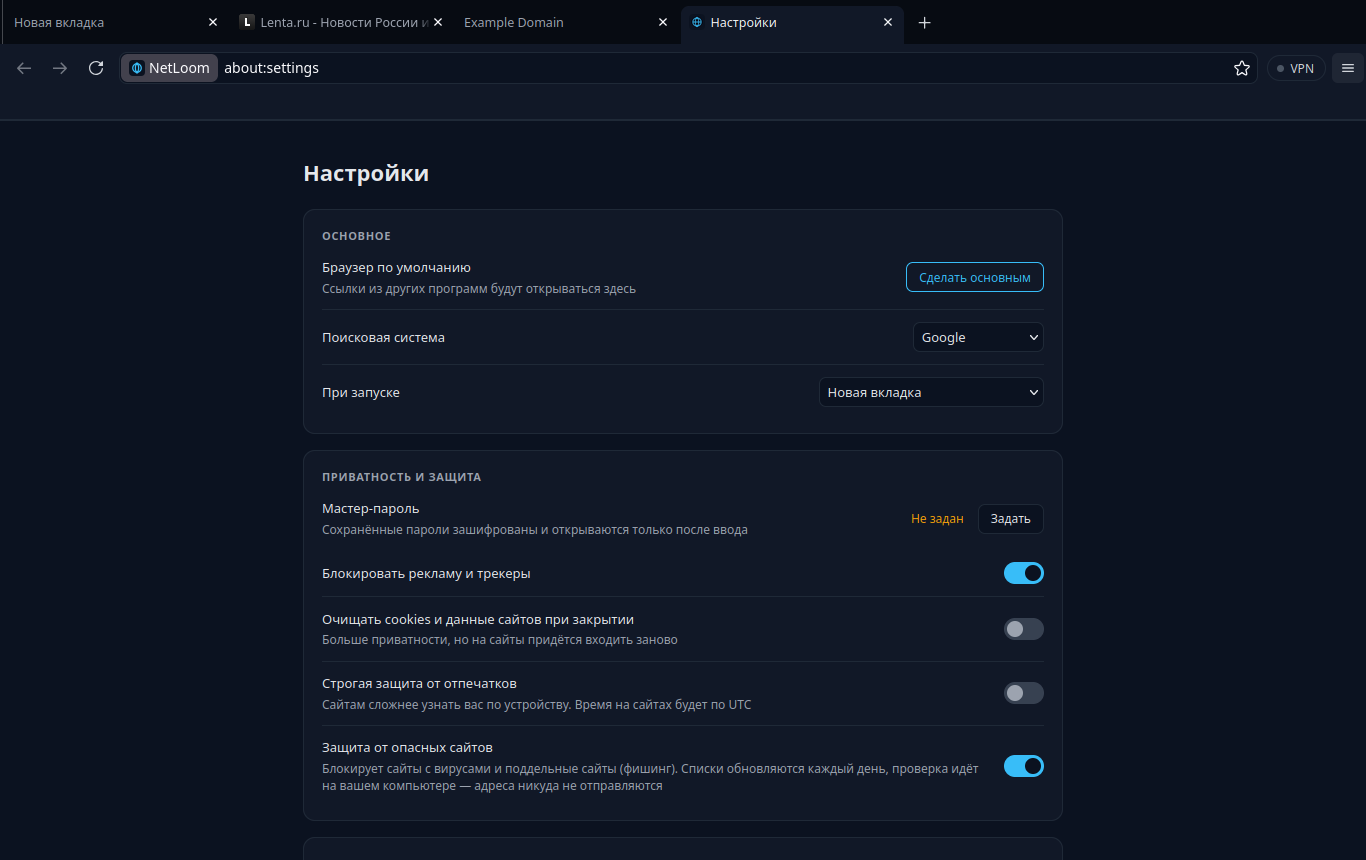 Новая вкладка
L Lenta.ru - Новости России и
Example Domain
Настройки
NetLoom about:settings
VPN
Настройки
ОСНОВНОЕ
Браузер по умолчанию
Ссылки из других программ будут открываться здесь
Сделать основным
Поисковая система
Google
При запуске
Новая вкладка
ПРИВАТНОСТЬ И ЗАЩИТА
Мастер-пароль
Сохранённые пароли зашифрованы и открываются только после ввода
Не задан
Задать
Блокировать рекламу и трекеры
Очищать cookies и данные сайтов при закрытии
Больше приватности, но на сайты придётся входить заново
Строгая защита от отпечатков
Сайтам сложнее узнать вас по устройству. Время на сайтах будет по UTC
Защита от опасных сайтов
Блокирует сайты с вирусами и поддельные сайты (фишинг). Списки обновляются каждый день, проверка идёт
на вашем компьютере — адреса никуда не отправляются